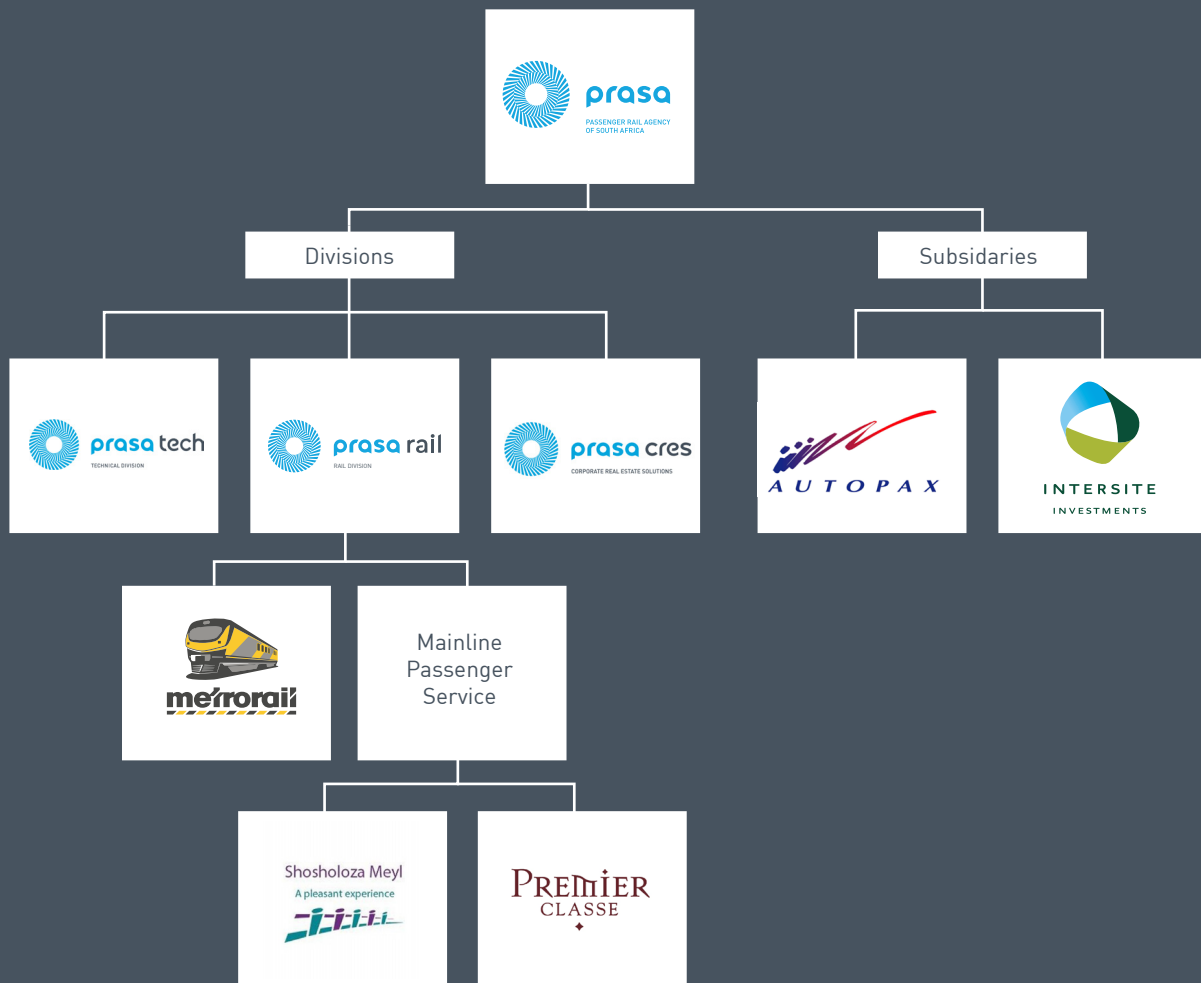 prasa
PASSENGER RAIL AGENCY
OF SOUTH AFRICA
Divisions
Subsidaries
prasa tech
TECHNICAL DIVISION
prasa rail
RAIL DIVISION
prasa cres
CORPORATE REAL ESTATE SOLUTIONS
AUTOPAX
INTERSITE
INVESTMENTS
metrorail
Mainline
Passenger
Service
Shosholoza Meyl
A pleasant experience
PREMIER
CLASSE